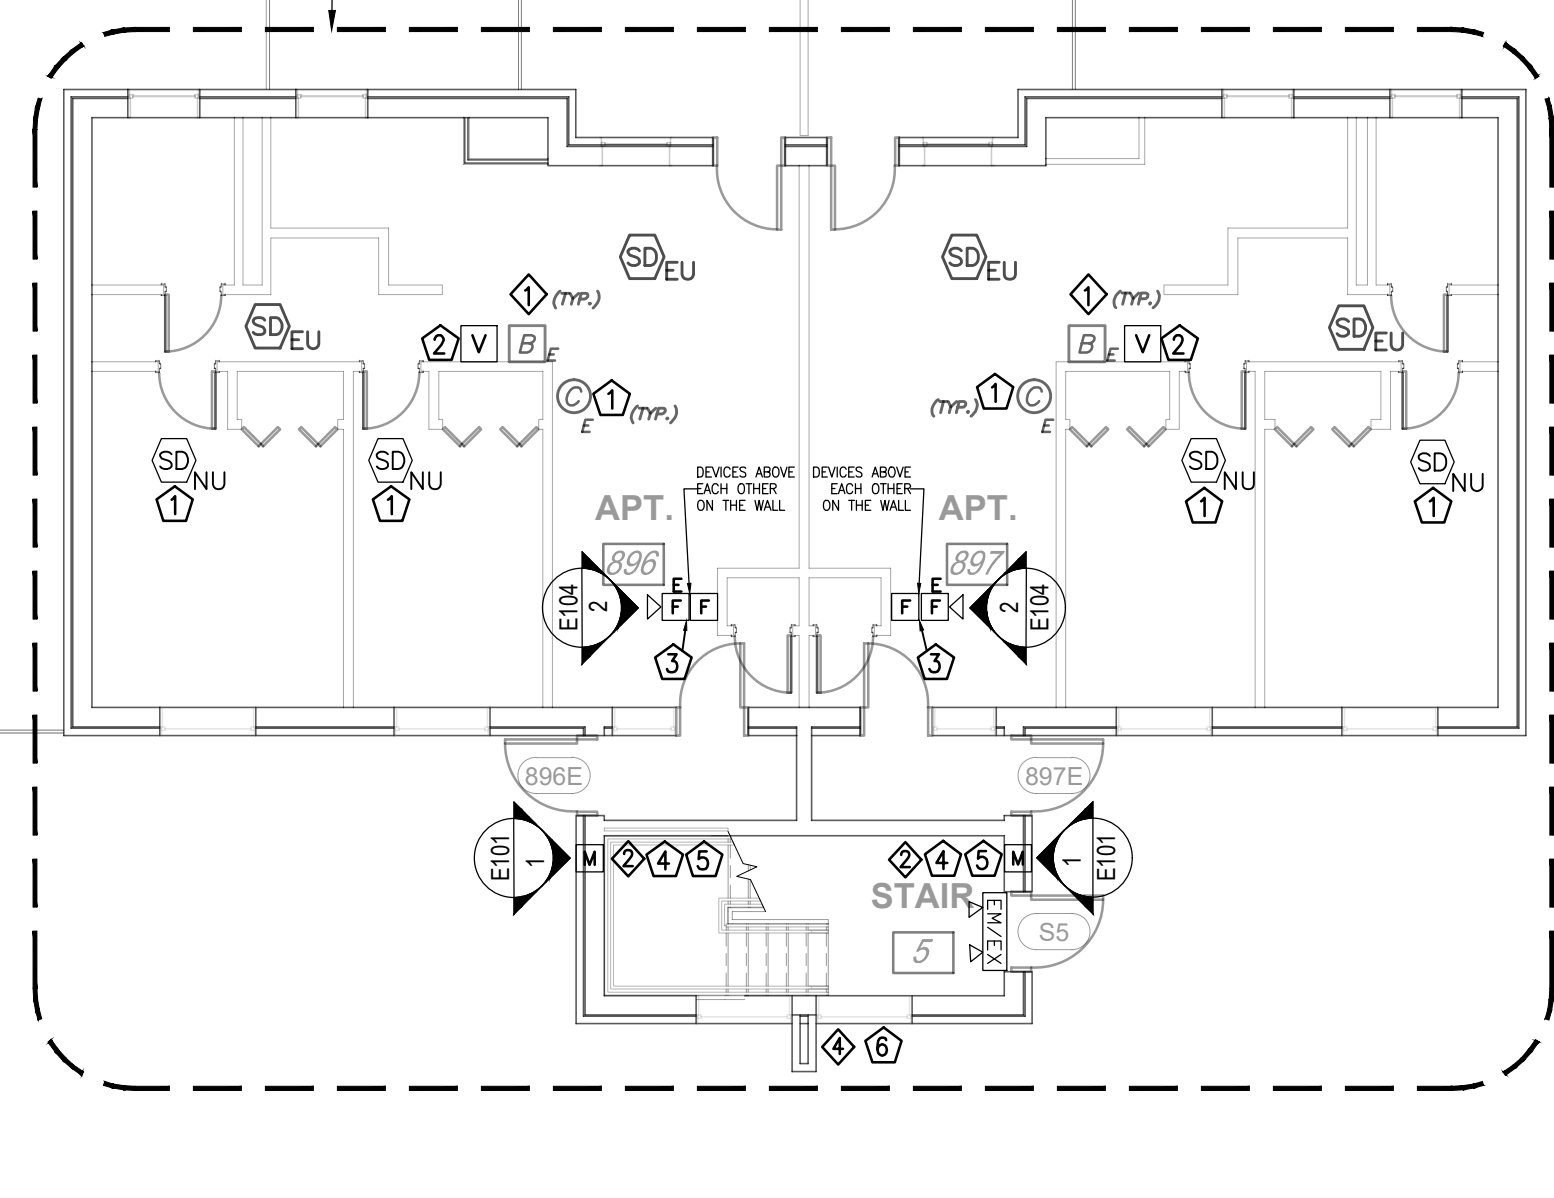 SD EU
SD EU
1 (TYP.)
1 (TYP.)
SD EU
SD EU
2 V B E
B E V 2
C E 1 (TYP.)
(TYP.) 1 C E
SD NU
1
SD NU
1
SD NU
1
SD NU
1
DEVICES ABOVE
EACH OTHER
ON THE WALL
DEVICES ABOVE
EACH OTHER
ON THE WALL
APT.
896
APT.
897
E104
2
E
F F
3
E
F F
3
2
E104
896E
897E
E101
1
M 2 4 5
2 4 5 M
1
E101
STAIR
5
EM/EX
S5
4 6